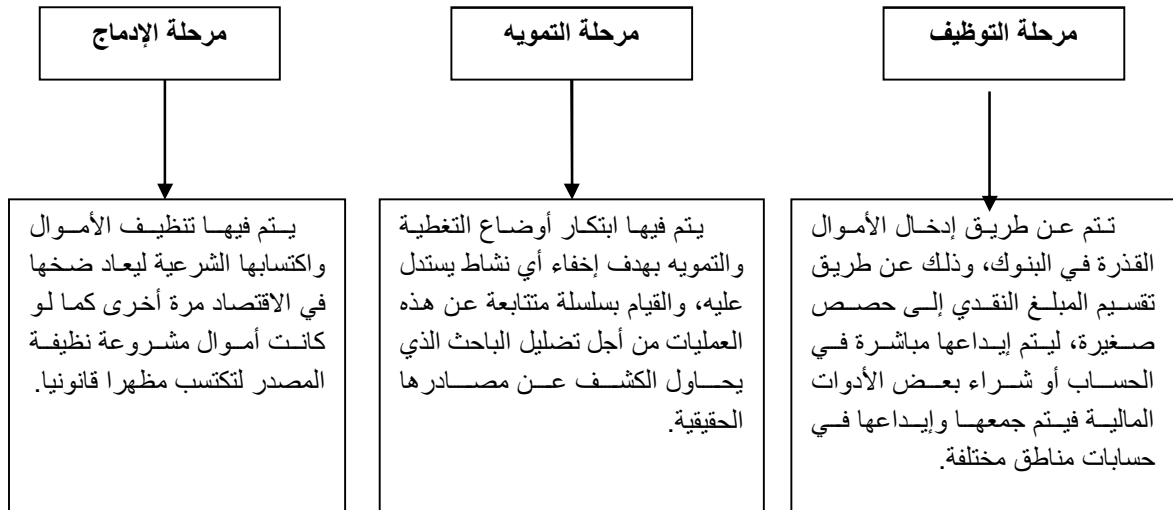 مرحلة التوظيف
مرحلة التمويه
مرحلة الإدماج
تتم عن طريق إدخال الأموال
القذرة في البنوك، وذلك عن طريق
تقسيم المبلغ النقدي إلى حصص
صغيرة، ليتم إيداعها مباشرة في
الحساب أو شراء بعض الأدوات
المالية فيتم جمعها وإيداعها في
حسابات مناطق مختلفة.
يتم فيها ابتكار أوضاع التغطية
والتمويه بهدف إخفاء أي نشاط يستدل
عليه، والقيام بسلسلة متتابعة عن هذه
العمليات من أجل تضليل الباحث الذي
يحاول الكشف عن مصادرها
الحقيقية.
يتم فيها تنظيف الأموال
واكتسابها الشرعية ليعاد ضخها
في الاقتصاد مرة أخرى كما لو
كانت أموال مشروعة نظيفة
المصدر لتكتسب مظهرا قانونيا.